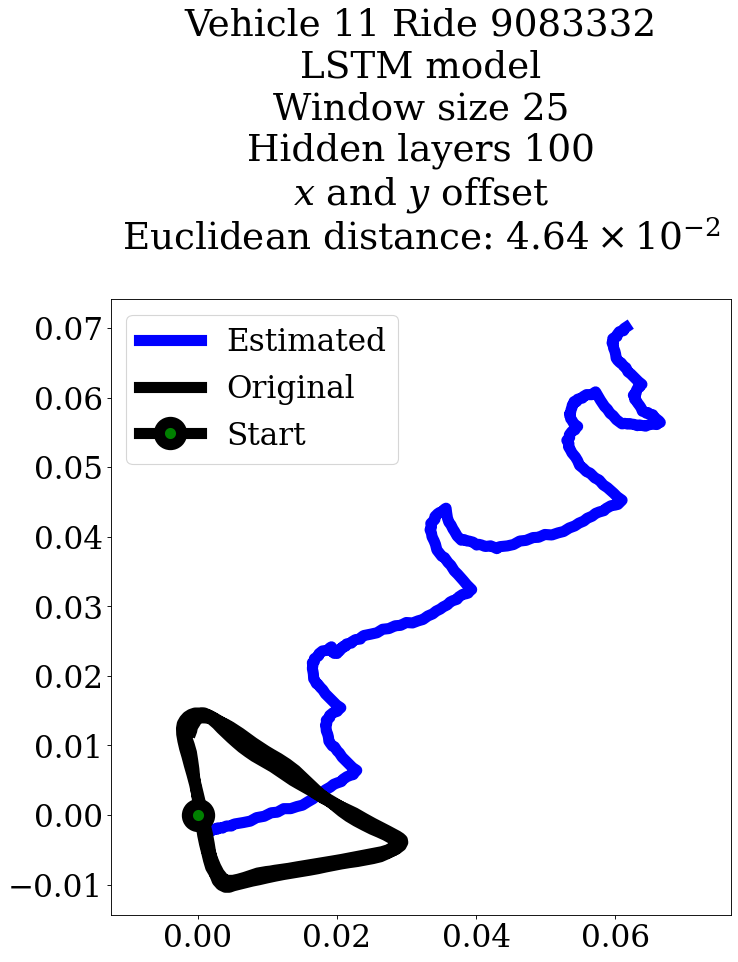 Vehicle 11 Ride 9083332
LSTM model
Window size 25
Hidden layers 100
x and y offset
Euclidean distance: 4.64 × 10⁻²
Estimated
Original
Start
0.07
0.06
0.05
0.04
0.03
0.02
0.01
0.00
−0.01
0.00 0.02 0.04 0.06